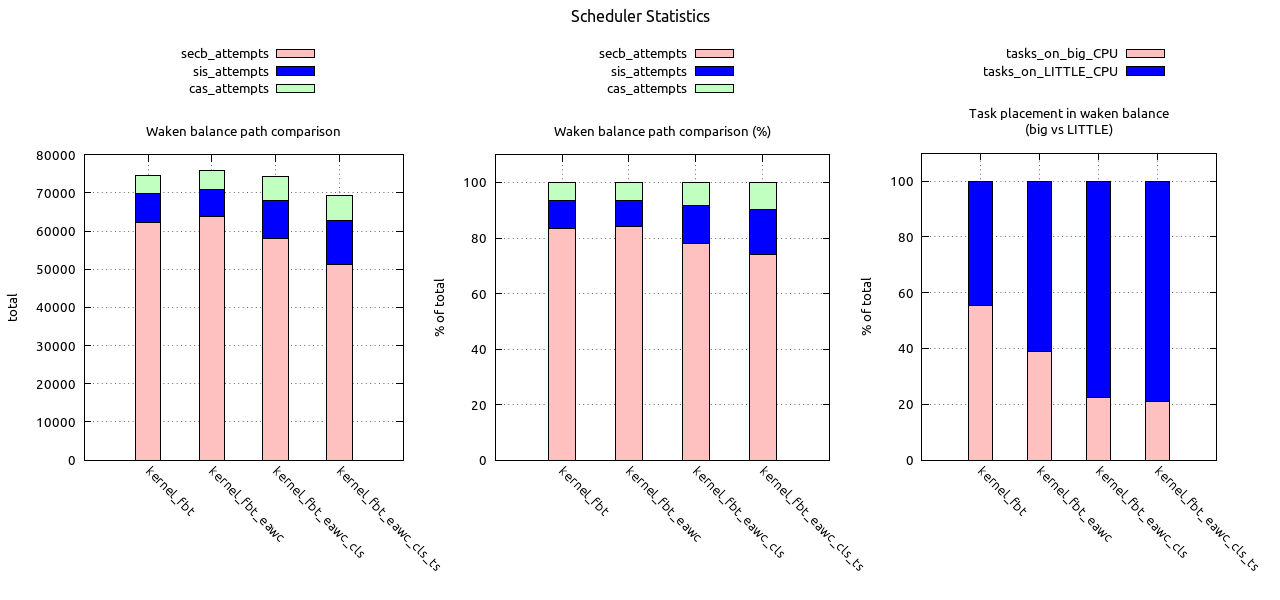 Scheduler Statistics
secb_attempts
sis_attempts
cas_attempts
Waken balance path comparison
80000
70000
60000
50000
40000
30000
20000
10000
0
total
kernel_fbt
kernel_fbt_eawc
kernel_fbt_eawc_cls
kernel_fbt_eawc_cls_ts
secb_attempts
sis_attempts
cas_attempts
Waken balance path comparison (%)
100
80
60
40
20
0
% of total
kernel_fbt
kernel_fbt_eawc
kernel_fbt_eawc_cls
kernel_fbt_eawc_cls_ts
tasks_on_big_CPU
tasks_on_LITTLE_CPU
Task placement in waken balance
(big vs LITTLE)
100
80
60
40
20
0
% of total
kernel_fbt
kernel_fbt_eawc
kernel_fbt_eawc_cls
kernel_fbt_eawc_cls_ts